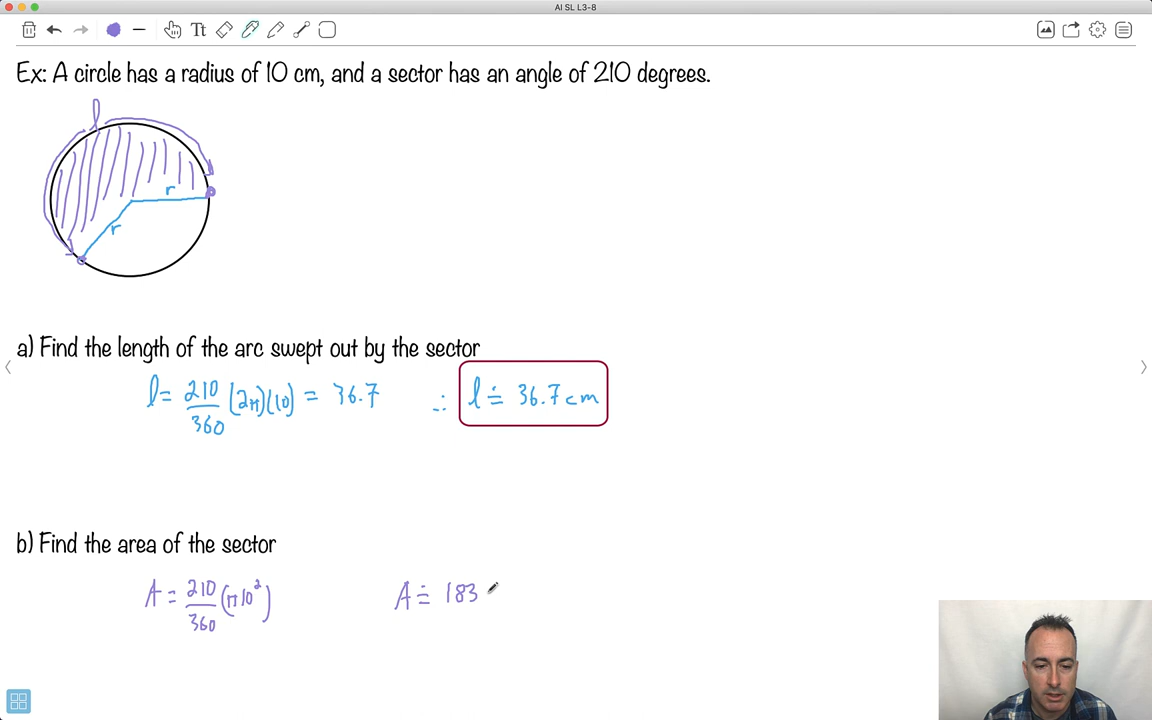 AI SL L3-8
Tt
Ex: A circle has a radius of 10 cm, and a sector has an angle of 210 degrees.
l
r
r
a) Find the length of the arc swept out by the sector
l = 210/360 (2π)(10) = 36.7 ∴ l ≐ 36.7 cm
b) Find the area of the sector
A = 210/360 (π10²) A ≐ 183